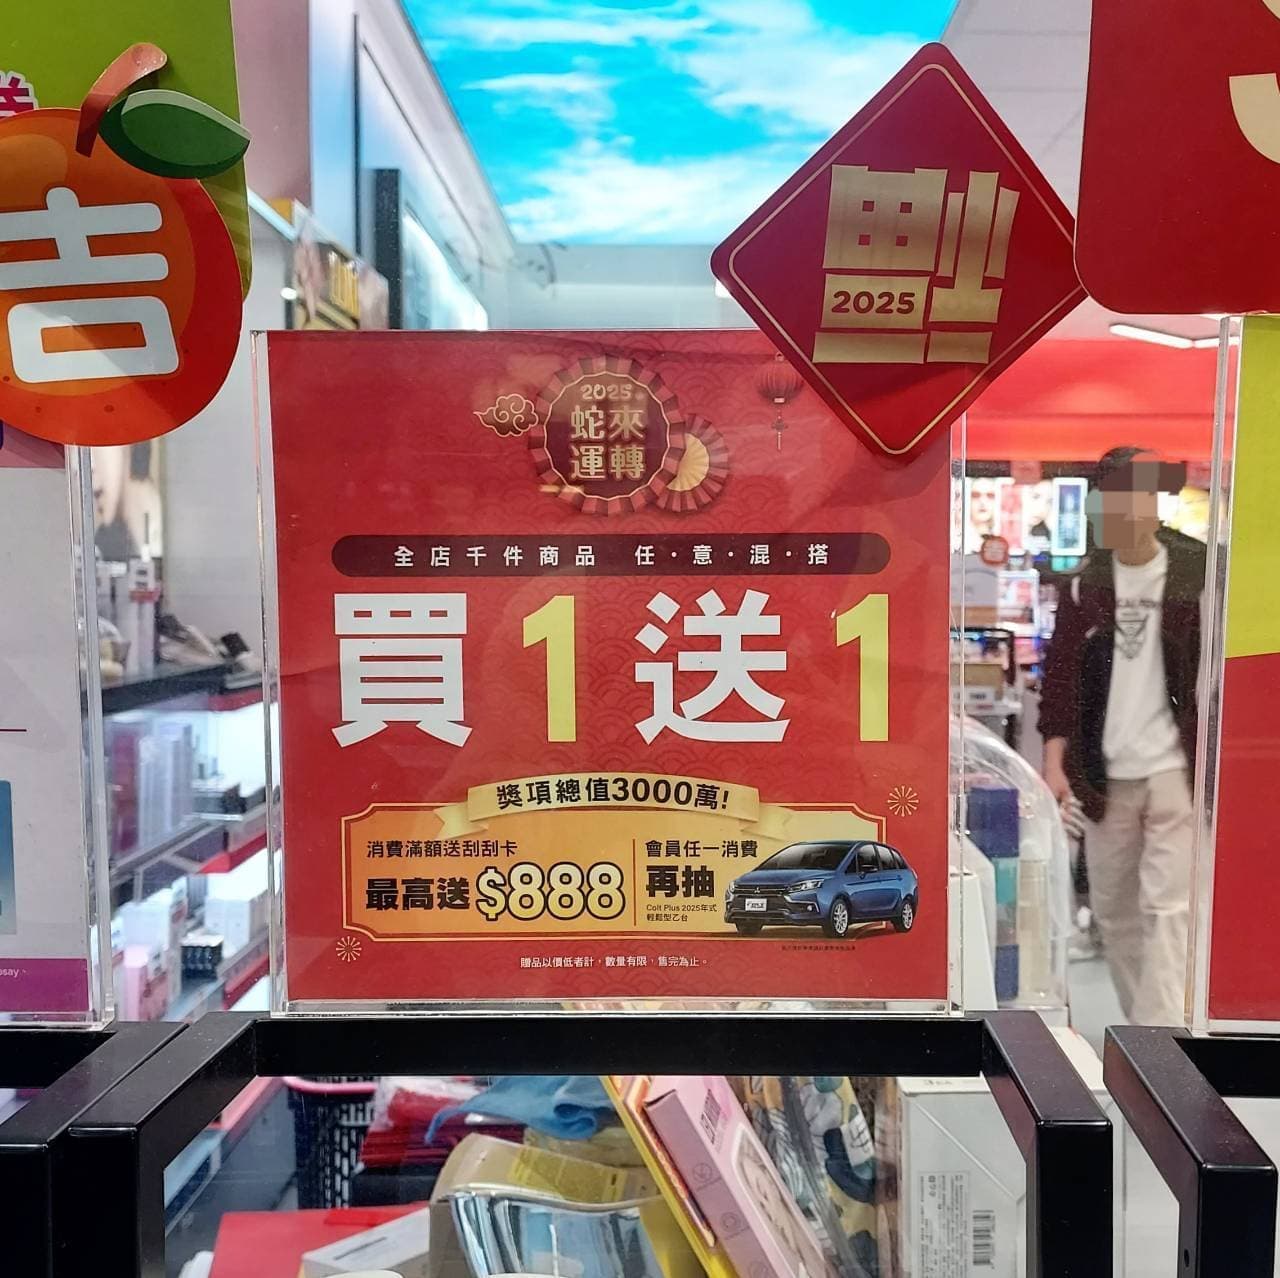 吉
福
2025
2025
蛇來
運轉
全店千件商品 任・意・混・搭
買1送1
獎項總值3000萬!
消費滿額送刮刮卡
最高送$888
會員任一消費
再抽
Colt Plus 2025年式
輕鬆型乙台
贈品以價低者計，數量有限，售完為止。